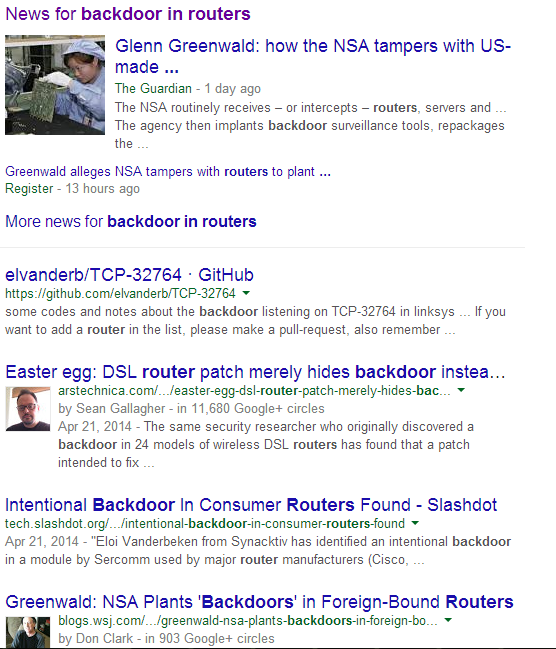 News for backdoor in routers
Glenn Greenwald: how the NSA tampers with US-
made ...
The Guardian - 1 day ago
The NSA routinely receives – or intercepts – routers, servers and ...
The agency then implants backdoor surveillance tools, repackages
the ...
Greenwald alleges NSA tampers with routers to plant ...
Register - 13 hours ago
More news for backdoor in routers
elvanderb/TCP-32764 · GitHub
https://github.com/elvanderb/TCP-32764
some codes and notes about the backdoor listening on TCP-32764 in linksys ... If you
want to add a router in the list, please make a pull-request, also remember ...
Easter egg: DSL router patch merely hides backdoor instea...
arstechnica.com/.../easter-egg-dsl-router-patch-merely-hides-bac...
by Sean Gallagher - in 11,680 Google+ circles
Apr 21, 2014 - The same security researcher who originally discovered a
backdoor in 24 models of wireless DSL routers has found that a patch
intended to fix ...
Intentional Backdoor In Consumer Routers Found - Slashdot
tech.slashdot.org/.../intentional-backdoor-in-consumer-routers-found
Apr 21, 2014 - "Eloi Vanderbeken from Synacktiv has identified an intentional backdoor
in a module by Sercomm used by major router manufacturers (Cisco, ...
Greenwald: NSA Plants 'Backdoors' in Foreign-Bound Routers
blogs.wsj.com/.../greenwald-nsa-plants-backdoors-in-foreign-bo...
by Don Clark - in 903 Google+ circles